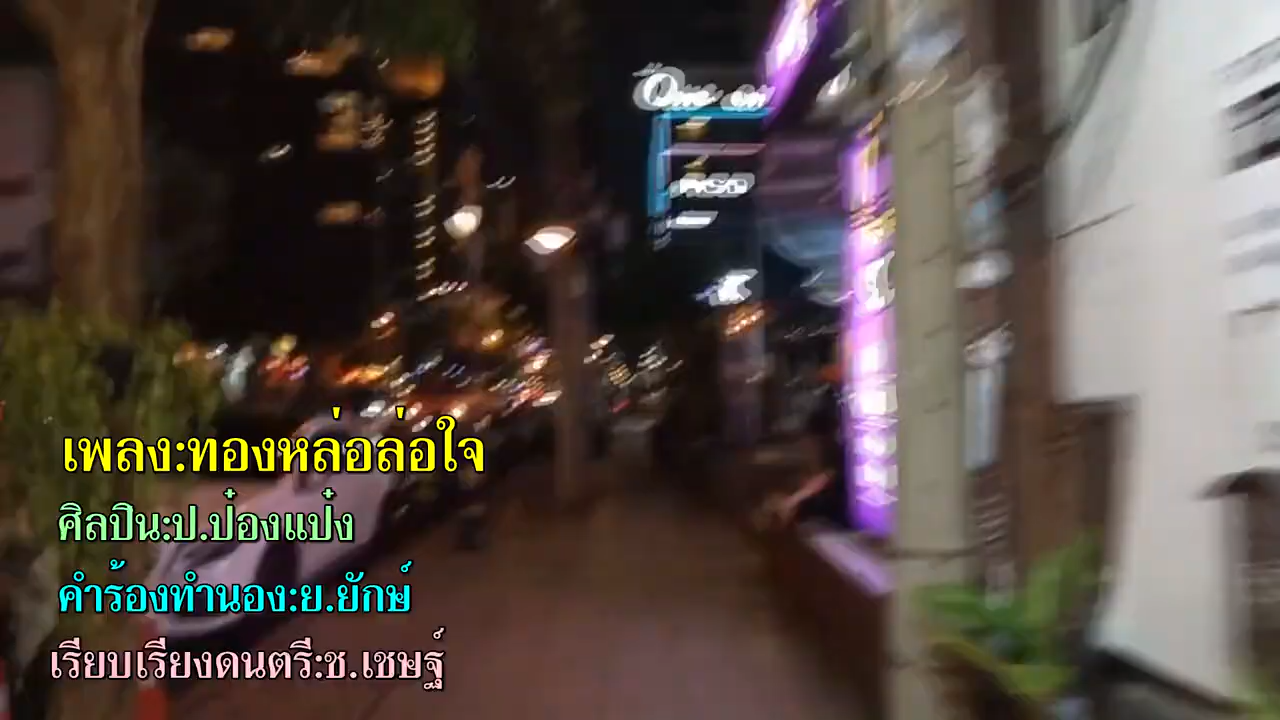 เพลง:ทองหล่อล่อใจ
ศิลปิน:ป.ป๋องแป๋ง
คำร้องทำนอง:ย.ยักษ์
เรียบเรียงดนตรี:ช.เชษฐ์